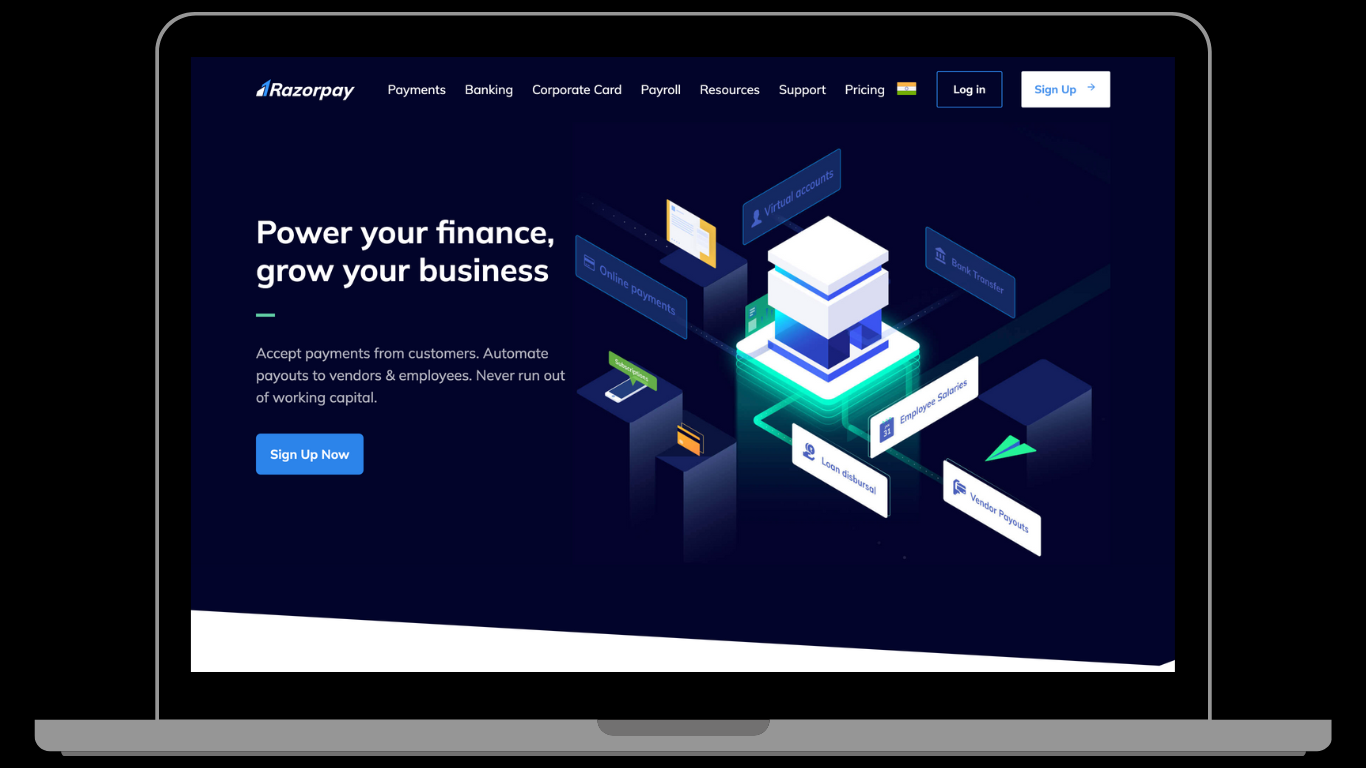 Razorpay
Payments
Banking
Corporate Card
Payroll
Resources
Support
Pricing
Log in
Sign Up
Power your finance,
grow your business
Accept payments from customers. Automate
payouts to vendors & employees. Never run out
of working capital.
Sign Up Now
Virtual accounts
Online payments
Bank Transfer
Subscriptions
Employee Salaries
31
Loan disbursal
Vendor Payouts